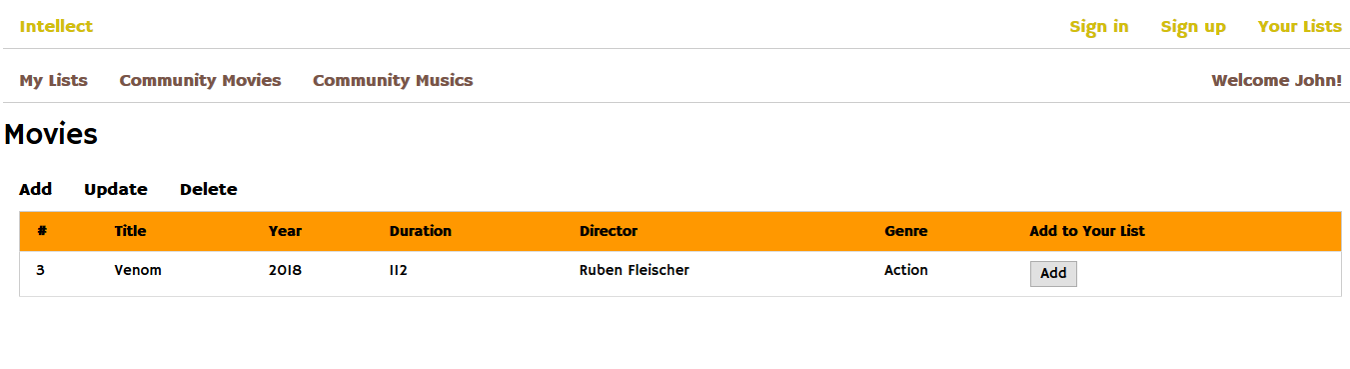 Intellect Sign in Sign up Your Lists
My Lists Community Movies Community Musics Welcome John!
Movies
Add Update Delete
# Title Year Duration Director Genre Add to Your List
3 Venom 2018 112 Ruben Fleischer Action Add